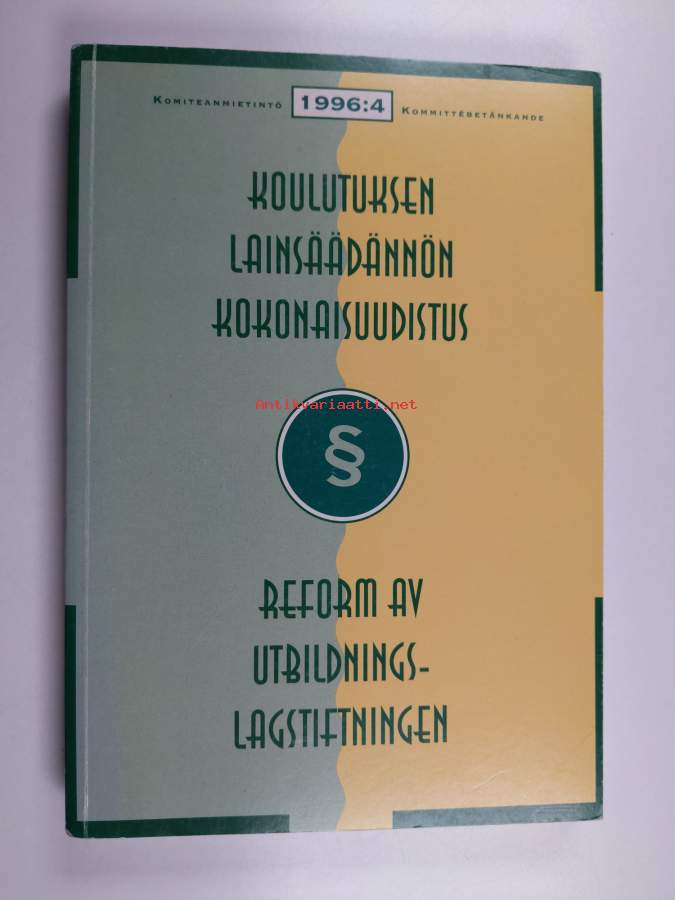 KOMITEANMIETINTÖ 1996:4 KOMMITTÉBETÄNKANDE
KOULUTUKSEN
LAINSÄÄDÄNNÖN
KOKONAISUUDISTUS
Antikvariaatti.net
§
REFORM AV
UTBILDNINGS-
LAGSTIFTNINGEN